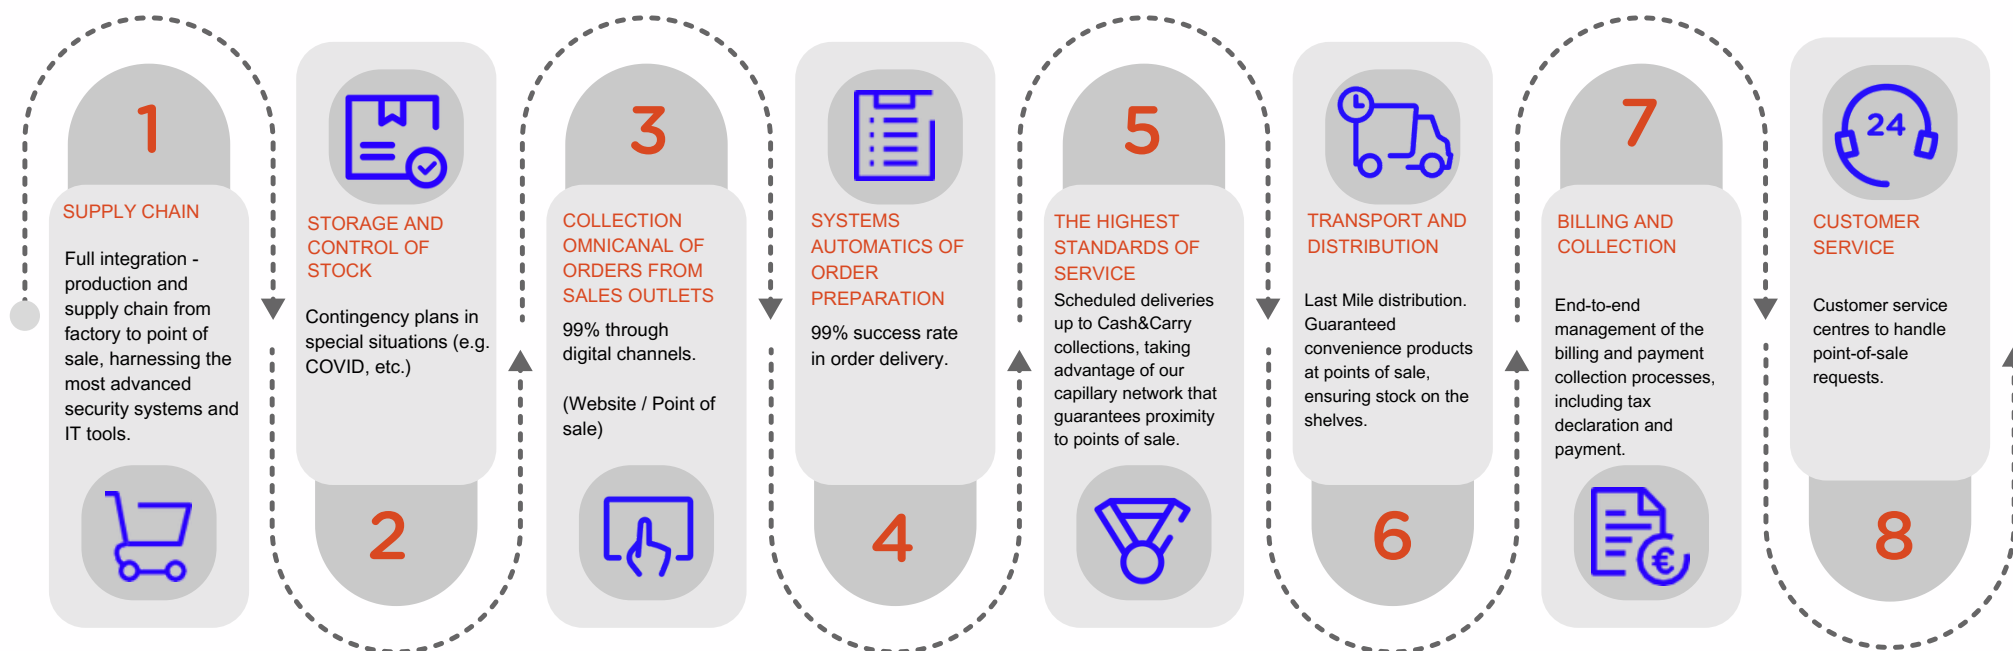 1
SUPPLY CHAIN
Full integration -
production and
supply chain from
factory to point of
sale, harnessing the
most advanced
security systems and
IT tools.
STORAGE AND
CONTROL OF
STOCK
Contingency plans in
special situations (e.g.
COVID, etc.)
2
3
COLLECTION
OMNICANAL OF
ORDERS FROM
SALES OUTLETS
99% through
digital channels.
(Website / Point of
sale)
SYSTEMS
AUTOMATICS OF
ORDER
PREPARATION
99% success rate
in order delivery.
4
5
THE HIGHEST
STANDARDS OF
SERVICE
Scheduled deliveries
up to Cash&Carry
collections, taking
advantage of our
capillary network that
guarantees proximity
to points of sale.
TRANSPORT AND
DISTRIBUTION
Last Mile distribution.
Guaranteed
convenience products
at points of sale,
ensuring stock on the
shelves.
6
7
BILLING AND
COLLECTION
End-to-end
management of the
billing and payment
collection processes,
including tax
declaration and
payment.
€
24
CUSTOMER
SERVICE
Customer service
centres to handle
point-of-sale
requests.
8